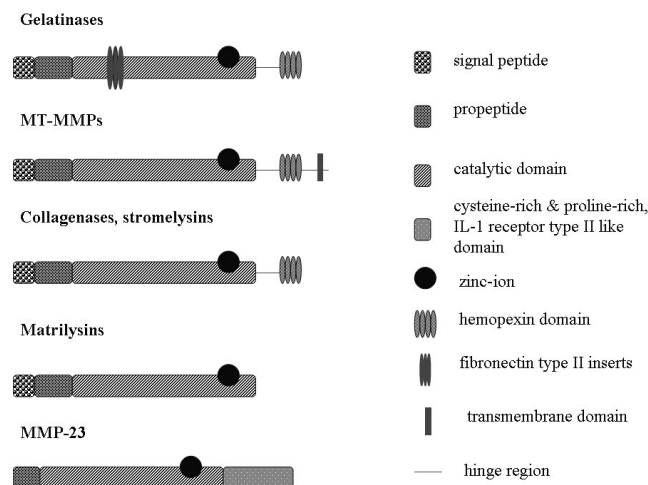 Gelatinases
MT-MMPs
Collagenases, stromelysins
Matrilysins
MMP-23
signal peptide
propeptide
catalytic domain
cysteine-rich & proline-rich,
IL-1 receptor type II like
domain
zinc-ion
hemopexin domain
fibronectin type II inserts
transmembrane domain
hinge region